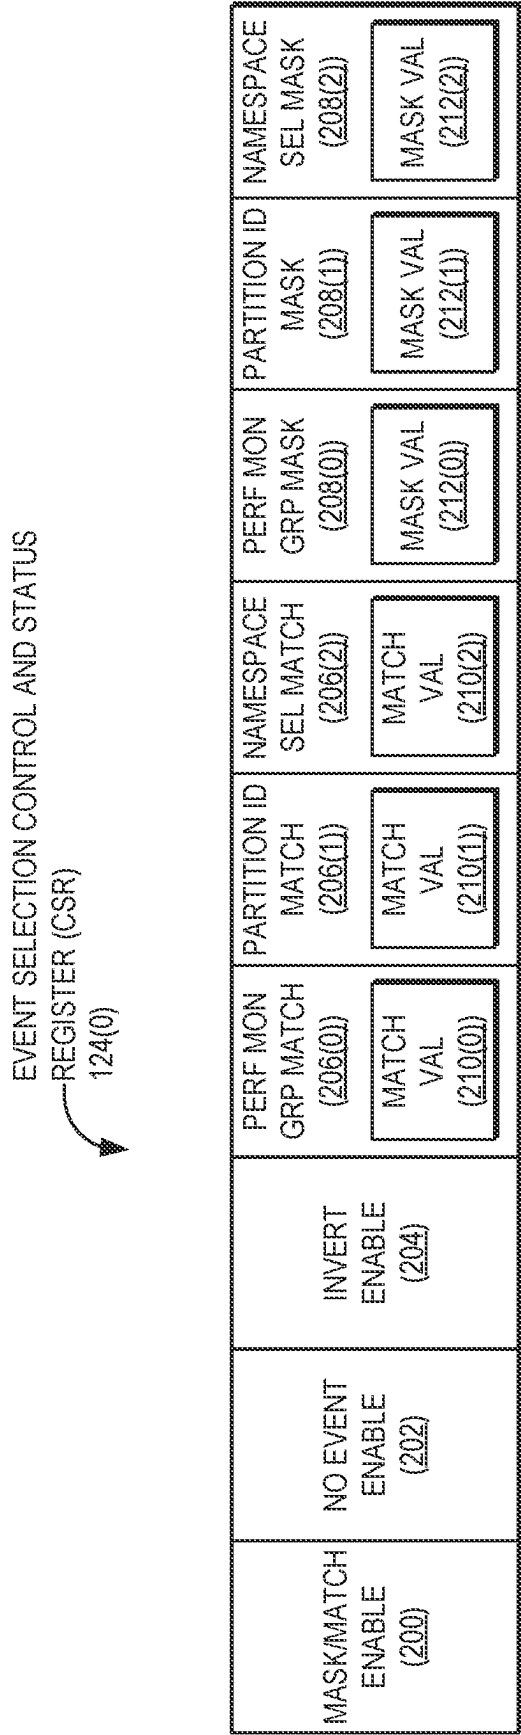 EVENT SELECTION CONTROL AND STATUS
REGISTER (CSR)
124(0)
MASK/MATCH
ENABLE
(200)
NO EVENT
ENABLE
(202)
INVERT
ENABLE
(204)
PERF MON
GRP MATCH
(206(0))
MATCH
VAL
(210(0))
PARTITION ID
MATCH
(206(1))
MATCH
VAL
(210(1))
NAMESPACE
SEL MATCH
(206(2))
MATCH
VAL
(210(2))
PERF MON
GRP MASK
(208(0))
MASK VAL
(212(0))
PARTITION ID
MASK
(208(1))
MASK VAL
(212(1))
NAMESPACE
SEL MASK
(208(2))
MASK VAL
(212(2))